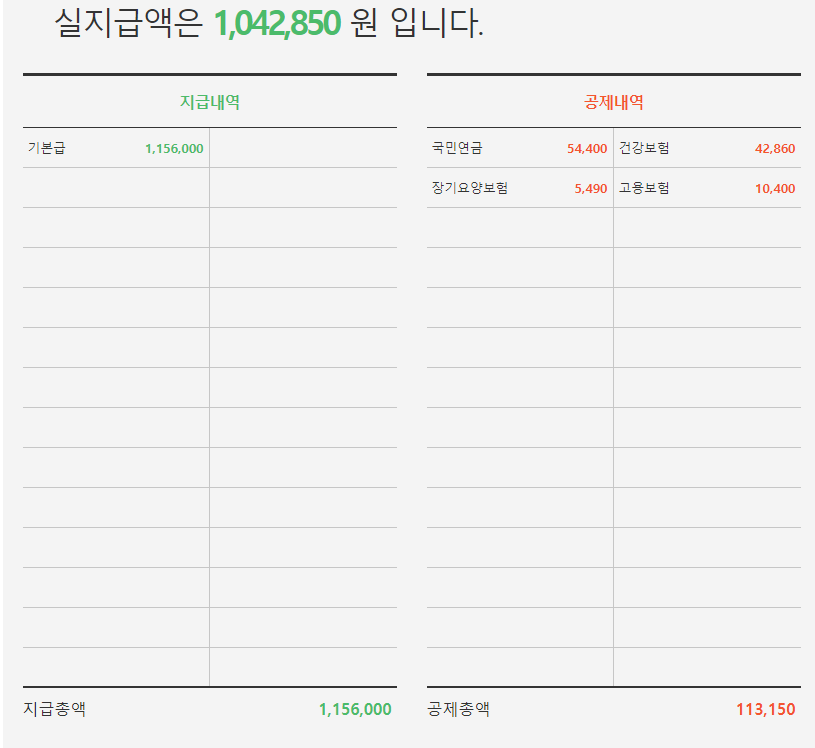 실지급액은 1,042,850 원 입니다.
지급내역
기본급 1,156,000
지급총액 1,156,000
공제내역
국민연금 54,400 건강보험 42,860
장기요양보험 5,490 고용보험 10,400
공제총액 113,150